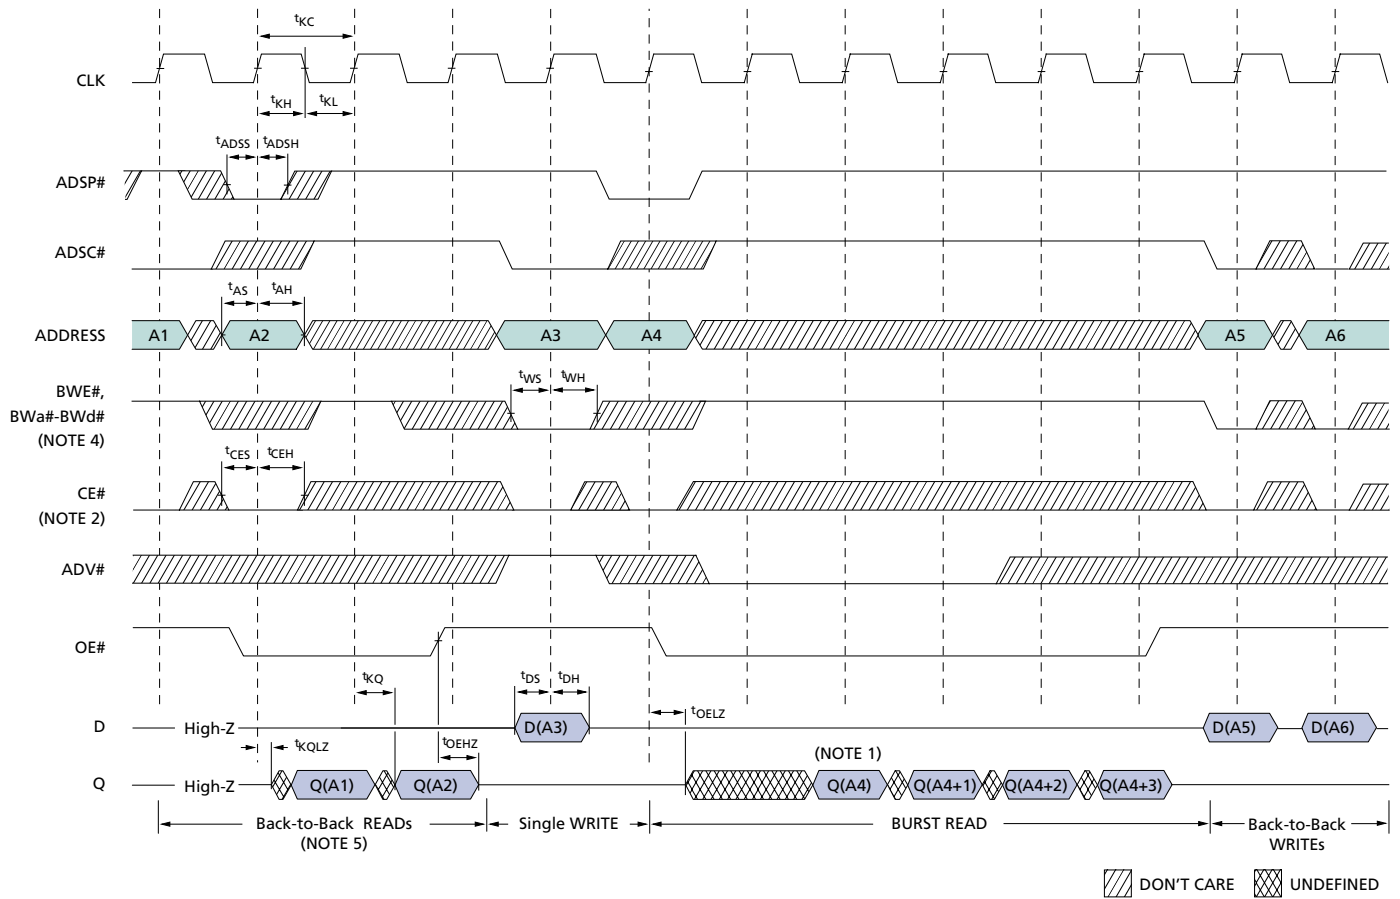 tKC
CLK
tKH
tKL
tADSS
tADSH
ADSP#
ADSC#
tAS
tAH
ADDRESS
A1
A2
A3
A4
A5
A6
tWS
tWH
BWE#,
BWa#-BWd#
(NOTE 4)
tCES
tCEH
CE#
(NOTE 2)
ADV#
OE#
tKQ
tDS
tDH
tOELZ
D
High-Z
D(A3)
D(A5)
D(A6)
tKQLZ
tOEHZ
(NOTE 1)
Q
High-Z
Q(A1)
Q(A2)
Q(A4)
Q(A4+1)
Q(A4+2)
Q(A4+3)
Back-to-Back READs
(NOTE 5)
Single WRITE
BURST READ
Back-to-Back
WRITEs
DON'T CARE
UNDEFINED